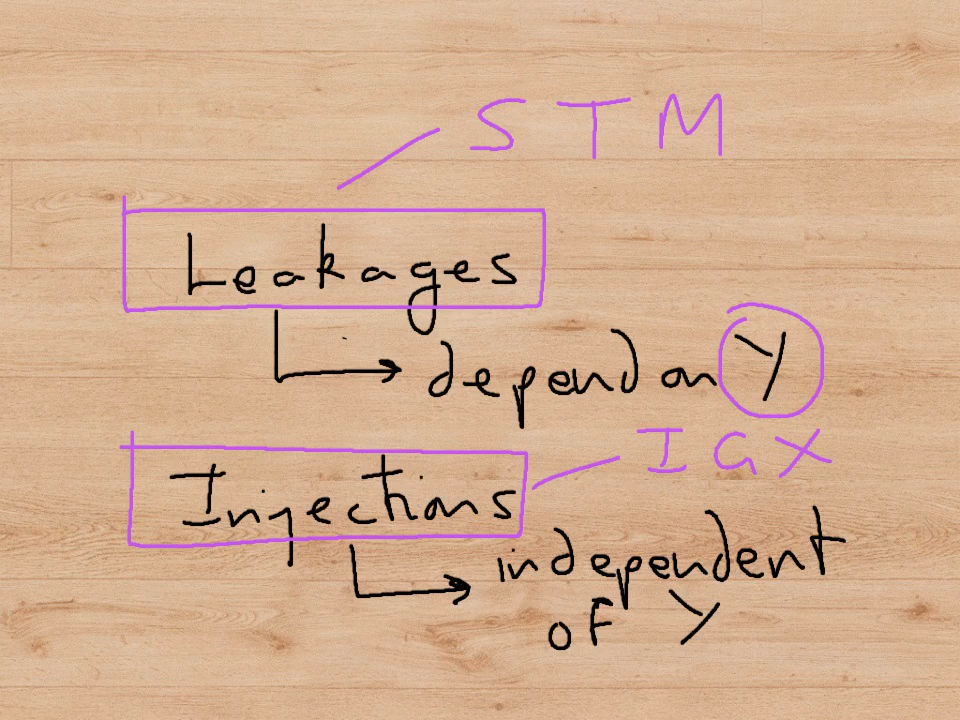 STM
Leakages
depend on Y
IGX
Injections
independent
of Y